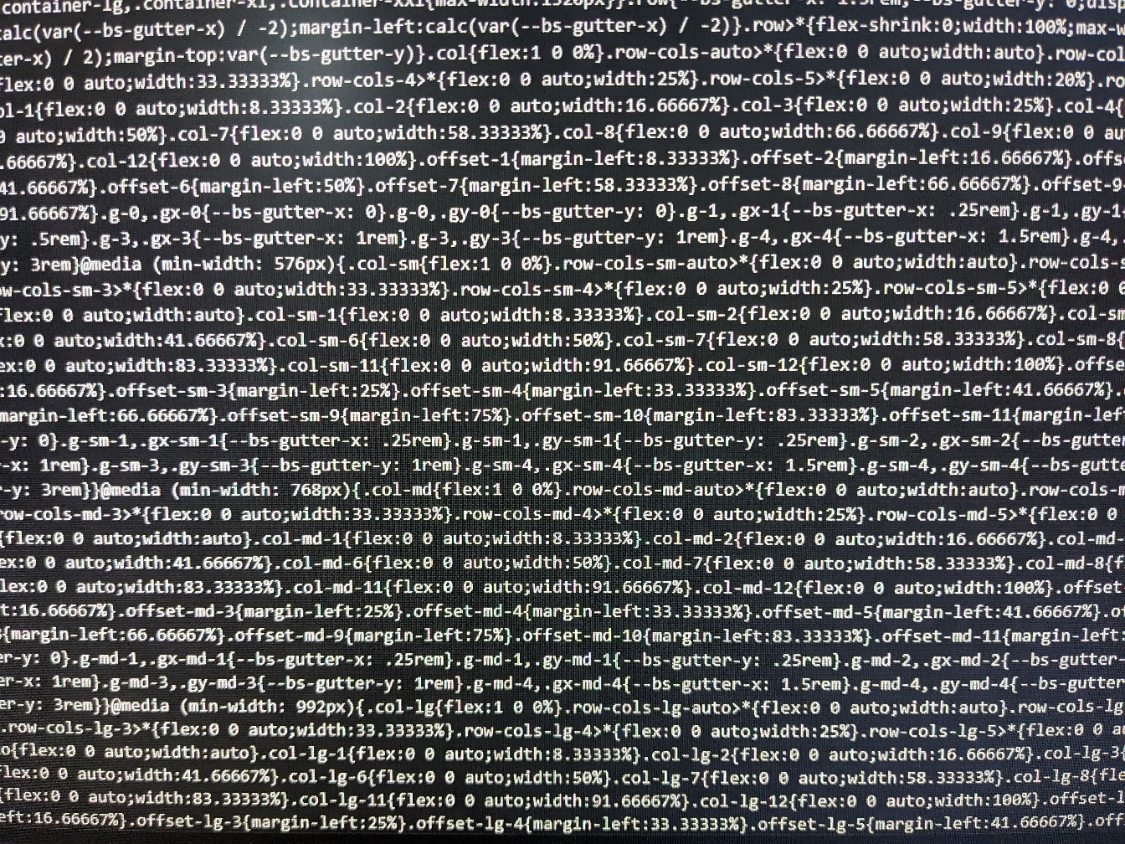 container-lg,.container-xl,.container-xxl{max-width:1320px}}.row{--bs-gutter-x: 1.5rem;--bs-gutter-y: 0;disp
calc(var(--bs-gutter-x) / -2);margin-left:calc(var(--bs-gutter-x) / -2)}.row>*{flex-shrink:0;width:100%;max-w
ter-x) / 2);margin-top:var(--bs-gutter-y)}.col{flex:1 0 0%}.row-cols-auto>*{flex:0 0 auto;width:auto}.row-col
flex:0 0 auto;width:33.33333%}.row-cols-4>*{flex:0 0 auto;width:25%}.row-cols-5>*{flex:0 0 auto;width:20%}.ro
ol-1{flex:0 0 auto;width:8.33333%}.col-2{flex:0 0 auto;width:16.66667%}.col-3{flex:0 0 auto;width:25%}.col-4{
0 auto;width:50%}.col-7{flex:0 0 auto;width:58.33333%}.col-8{flex:0 0 auto;width:66.66667%}.col-9{flex:0 0 au
.66667%}.col-12{flex:0 0 auto;width:100%}.offset-1{margin-left:8.33333%}.offset-2{margin-left:16.66667%}.offs
41.66667%}.offset-6{margin-left:50%}.offset-7{margin-left:58.33333%}.offset-8{margin-left:66.66667%}.offset-9
91.66667%}.g-0,.gx-0{--bs-gutter-x: 0}.g-0,.gy-0{--bs-gutter-y: 0}.g-1,.gx-1{--bs-gutter-x: .25rem}.g-1,.gy-1
y: .5rem}.g-3,.gx-3{--bs-gutter-x: 1rem}.g-3,.gy-3{--bs-gutter-y: 1rem}.g-4,.gx-4{--bs-gutter-x: 1.5rem}.g-4,.
y: 3rem}@media (min-width: 576px){.col-sm{flex:1 0 0%}.row-cols-sm-auto>*{flex:0 0 auto;width:auto}.row-cols-s
ow-cols-sm-3>*{flex:0 0 auto;width:33.33333%}.row-cols-sm-4>*{flex:0 0 auto;width:25%}.row-cols-sm-5>*{flex:0
flex:0 0 auto;width:auto}.col-sm-1{flex:0 0 auto;width:8.33333%}.col-sm-2{flex:0 0 auto;width:16.66667%}.col-sm
x:0 0 auto;width:41.66667%}.col-sm-6{flex:0 0 auto;width:50%}.col-sm-7{flex:0 0 auto;width:58.33333%}.col-sm-8{
ex:0 0 auto;width:83.33333%}.col-sm-11{flex:0 0 auto;width:91.66667%}.col-sm-12{flex:0 0 auto;width:100%}.offse
:16.66667%}.offset-sm-3{margin-left:25%}.offset-sm-4{margin-left:33.33333%}.offset-sm-5{margin-left:41.66667%}.
margin-left:66.66667%}.offset-sm-9{margin-left:75%}.offset-sm-10{margin-left:83.33333%}.offset-sm-11{margin-lef
-y: 0}.g-sm-1,.gx-sm-1{--bs-gutter-x: .25rem}.g-sm-1,.gy-sm-1{--bs-gutter-y: .25rem}.g-sm-2,.gx-sm-2{--bs-gutte
-x: 1rem}.g-sm-3,.gy-sm-3{--bs-gutter-y: 1rem}.g-sm-4,.gx-sm-4{--bs-gutter-x: 1.5rem}.g-sm-4,.gy-sm-4{--bs-gutte
r-y: 3rem}}@media (min-width: 768px){.col-md{flex:1 0 0%}.row-cols-md-auto>*{flex:0 0 auto;width:auto}.row-cols-m
row-cols-md-3>*{flex:0 0 auto;width:33.33333%}.row-cols-md-4>*{flex:0 0 auto;width:25%}.row-cols-md-5>*{flex:0 0
{flex:0 0 auto;width:auto}.col-md-1{flex:0 0 auto;width:8.33333%}.col-md-2{flex:0 0 auto;width:16.66667%}.col-md-
ex:0 0 auto;width:41.66667%}.col-md-6{flex:0 0 auto;width:50%}.col-md-7{flex:0 0 auto;width:58.33333%}.col-md-8{f
lex:0 0 auto;width:83.33333%}.col-md-11{flex:0 0 auto;width:91.66667%}.col-md-12{flex:0 0 auto;width:100%}.offset
t:16.66667%}.offset-md-3{margin-left:25%}.offset-md-4{margin-left:33.33333%}.offset-md-5{margin-left:41.66667%}.of
{margin-left:66.66667%}.offset-md-9{margin-left:75%}.offset-md-10{margin-left:83.33333%}.offset-md-11{margin-left:
er-y: 0}.g-md-1,.gx-md-1{--bs-gutter-x: .25rem}.g-md-1,.gy-md-1{--bs-gutter-y: .25rem}.g-md-2,.gx-md-2{--bs-gutter-
er-x: 1rem}.g-md-3,.gy-md-3{--bs-gutter-y: 1rem}.g-md-4,.gx-md-4{--bs-gutter-x: 1.5rem}.g-md-4,.gy-md-4{--bs-gutter
er-y: 3rem}}@media (min-width: 992px){.col-lg{flex:1 0 0%}.row-cols-lg-auto>*{flex:0 0 auto;width:auto}.row-cols-lg
.row-cols-lg-3>*{flex:0 0 auto;width:33.33333%}.row-cols-lg-4>*{flex:0 0 auto;width:25%}.row-cols-lg-5>*{flex:0 0 au
o{flex:0 0 auto;width:auto}.col-lg-1{flex:0 0 auto;width:8.33333%}.col-lg-2{flex:0 0 auto;width:16.66667%}.col-lg-3{
flex:0 0 auto;width:41.66667%}.col-lg-6{flex:0 0 auto;width:50%}.col-lg-7{flex:0 0 auto;width:58.33333%}.col-lg-8{fle
{flex:0 0 auto;width:83.33333%}.col-lg-11{flex:0 0 auto;width:91.66667%}.col-lg-12{flex:0 0 auto;width:100%}.offset-l
eft:16.66667%}.offset-lg-3{margin-left:25%}.offset-lg-4{margin-left:33.33333%}.offset-lg-5{margin-left:41.66667%}.off